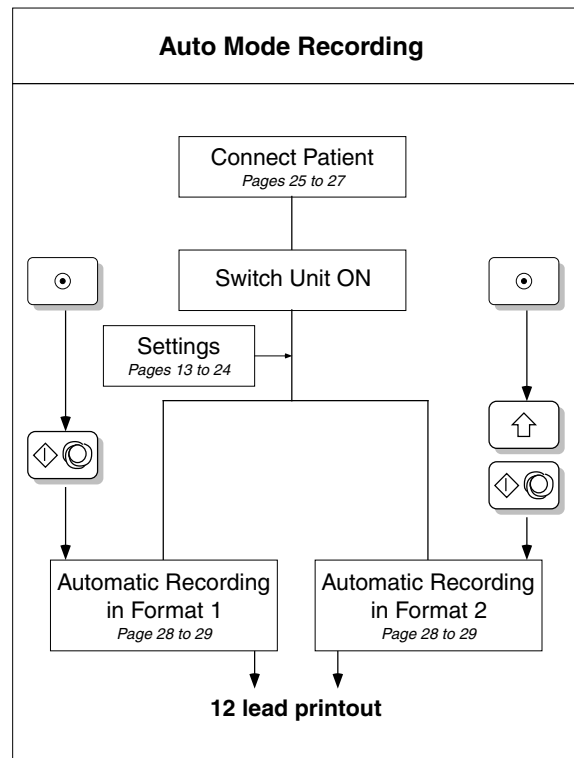 Auto Mode Recording
Connect Patient
Pages 25 to 27
Switch Unit ON
Settings
Pages 13 to 24
Automatic Recording
in Format 1
Page 28 to 29
Automatic Recording
in Format 2
Page 28 to 29
12 lead printout